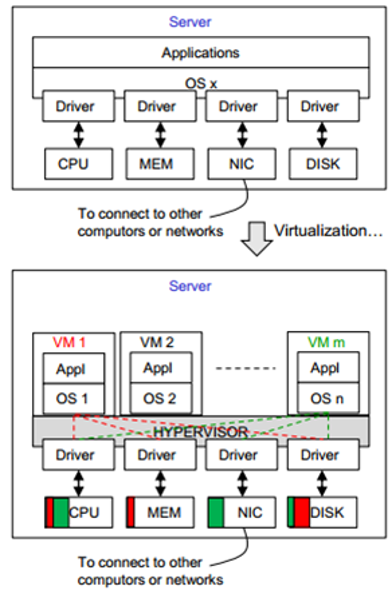 Server
Applications
OS x
Driver Driver Driver Driver
CPU MEM NIC DISK
To connect to other
computors or networks
Virtualization...
Server
VM 1 VM 2 VM m
Appl Appl Appl
OS 1 OS 2 OS n
HYPERVISOR
Driver Driver Driver Driver
CPU MEM NIC DISK
To connect to other
computors or networks